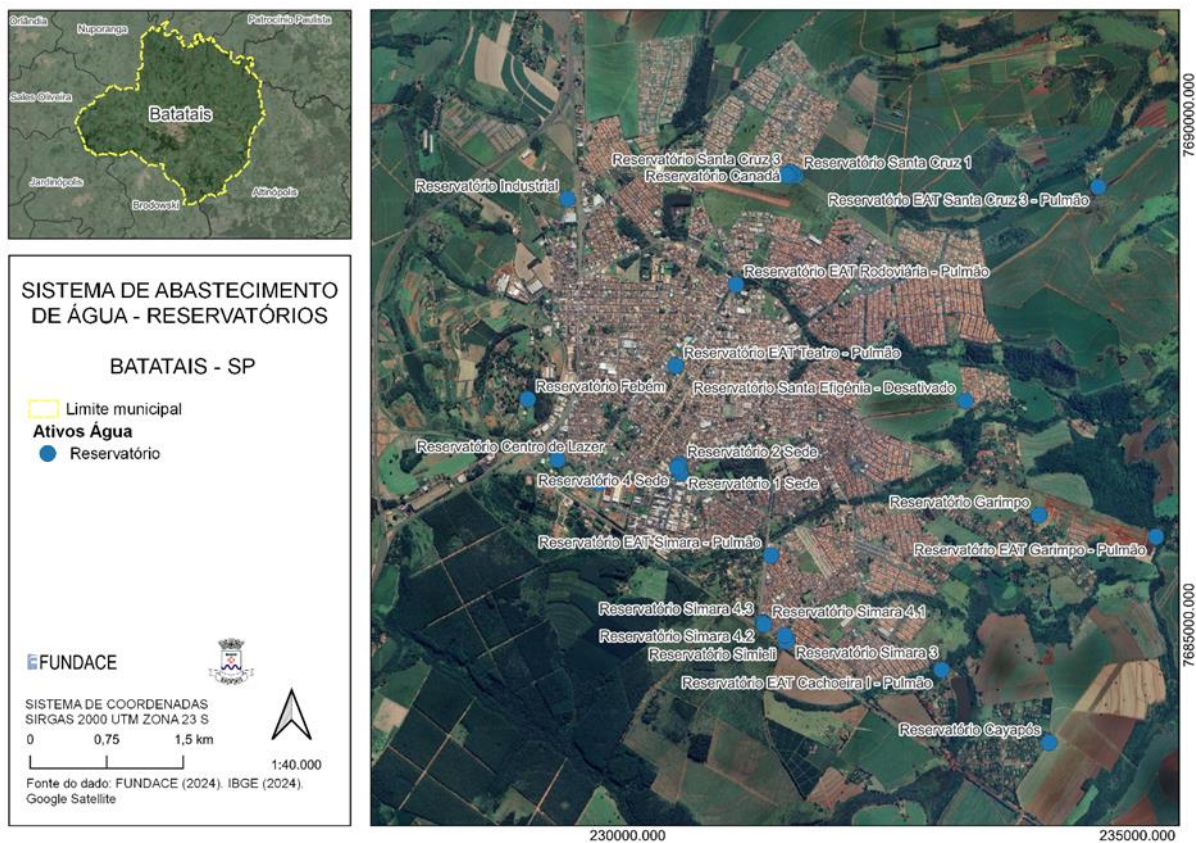 Orlândia
Nuporanga
Patrocínio Paulista
Sales Oliveira
Batatais
Jardinópolis
Altinópolis
Brodowski
SISTEMA DE ABASTECIMENTO
DE ÁGUA - RESERVATÓRIOS
BATATAIS - SP
Limite municipal
Ativos Água
Reservatório
FUNDACE
SISTEMA DE COORDENADAS
SIRGAS 2000 UTM ZONA 23 S
0 0,75 1,5 km
1:40.000
Fonte do dado: FUNDACE (2024). IBGE (2024).
Google Satellite
Reservatório Santa Cruz 3
Reservatório Santa Cruz 1
Reservatório Canadá
Reservatório Industrial
Reservatório EAT Santa Cruz 3 - Pulmão
Reservatório EAT Rodoviária - Pulmão
Reservatório EAT Teatro - Pulmão
Reservatório Febém
Reservatório Santa Efigênia - Desativado
Reservatório Centro de Lazer
Reservatório 2 Sede
Reservatório 4 Sede
Reservatório 1 Sede
Reservatório Garimpo
Reservatório EAT Simara - Pulmão
Reservatório EAT Garimpo - Pulmão
Reservatório Simara 4.3
Reservatório Simara 4.1
Reservatório Simara 4.2
Reservatório Simieli
Reservatório Simara 3
Reservatório EAT Cachoeira I - Pulmão
Reservatório Cayapós
7690000.000
7685000.000
230000.000
235000.000